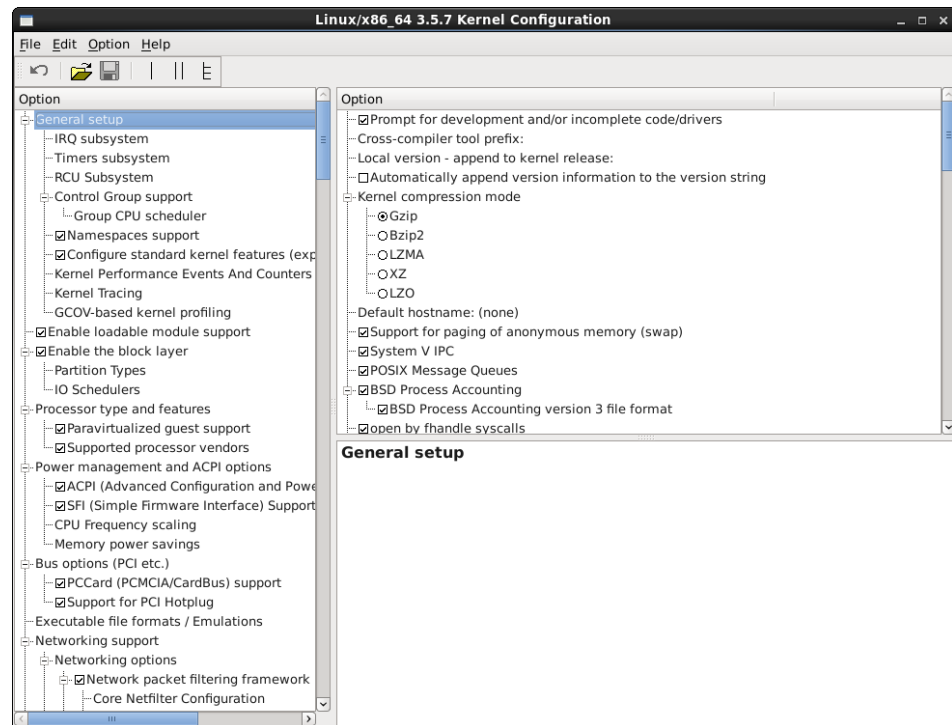 Linux/x86_64 3.5.7 Kernel Configuration
File Edit Option Help
Option
General setup
IRQ subsystem
Timers subsystem
RCU Subsystem
Control Group support
Group CPU scheduler
Namespaces support
Configure standard kernel features (exp
Kernel Performance Events And Counters
Kernel Tracing
GCOV-based kernel profiling
Enable loadable module support
Enable the block layer
Partition Types
IO Schedulers
Processor type and features
Paravirtualized guest support
Supported processor vendors
Power management and ACPI options
ACPI (Advanced Configuration and Powe
SFI (Simple Firmware Interface) Support
CPU Frequency scaling
Memory power savings
Bus options (PCI etc.)
PCCard (PCMCIA/CardBus) support
Support for PCI Hotplug
Executable file formats / Emulations
Networking support
Networking options
Network packet filtering framework
Core Netfilter Configuration
Option
Prompt for development and/or incomplete code/drivers
Cross-compiler tool prefix:
Local version - append to kernel release:
Automatically append version information to the version string
Kernel compression mode
Gzip
Bzip2
LZMA
XZ
LZO
Default hostname: (none)
Support for paging of anonymous memory (swap)
System V IPC
POSIX Message Queues
BSD Process Accounting
BSD Process Accounting version 3 file format
open by fhandle syscalls
General setup